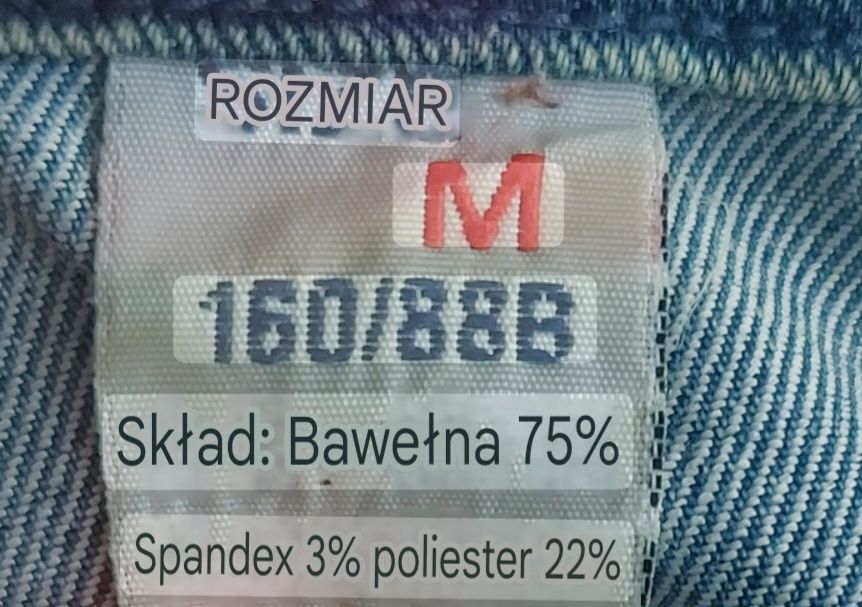 ROZMIAR
M
160/88B
Skład: Bawełna 75%
Spandex 3% poliester 22%